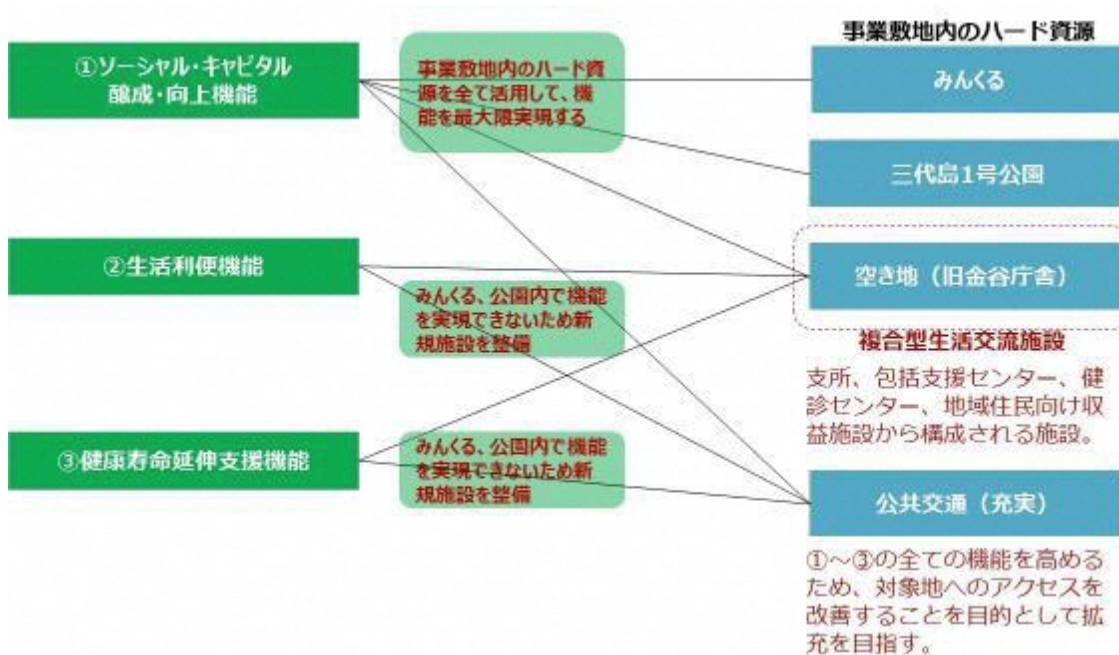 ①ソーシャル・キャピタル
醸成・向上機能
事業敷地内のハード資
源を全て活用して、機
能を最大限実現する
事業敷地内のハード資源
みんくる
三代島1号公園
②生活利便機能
みんくる、公園内で機能
を実現できないため新
規施設を整備
空き地（旧金谷庁舎）
複合型生活交流施設
支所、包括支援センター、健
診センター、地域住民向け収
益施設から構成される施設。
③健康寿命延伸支援機能
みんくる、公園内で機能
を実現できないため新
規施設を整備
公共交通（充実）
①～③の全ての機能を高める
ため、対象地へのアクセスを
改善することを目的として拡
充を目指す。